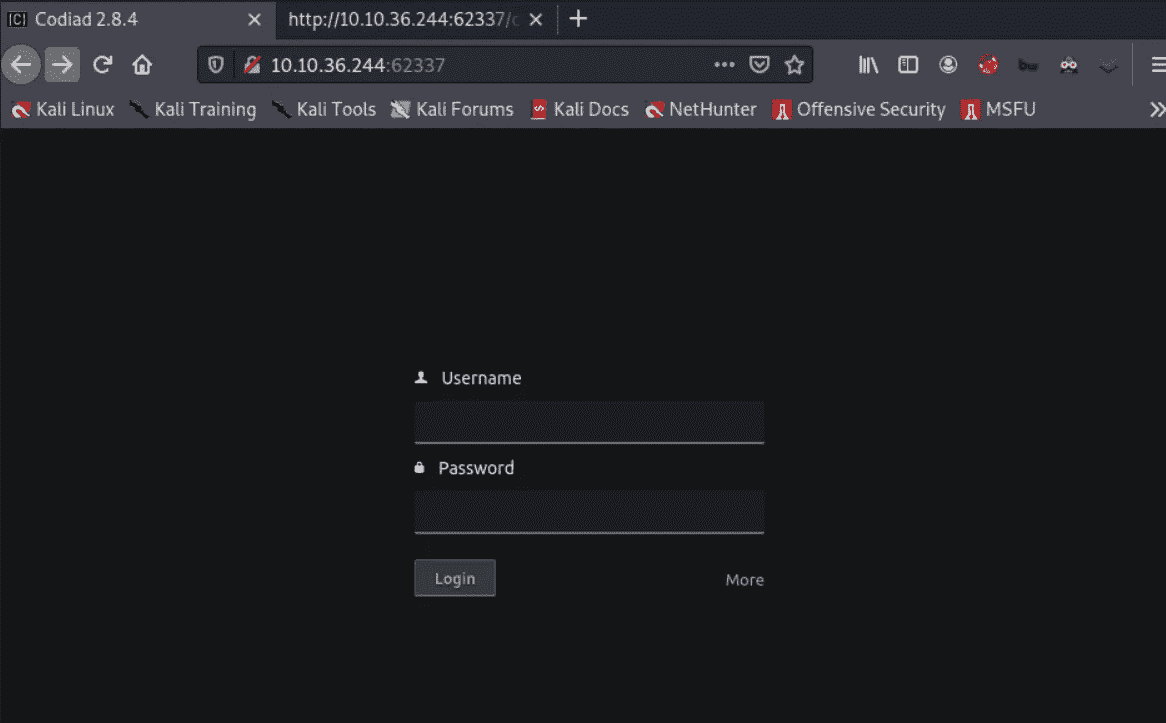 Codiad 2.8.4 http://10.10.36.244:62337/c
10.10.36.244:62337
Kali Linux Kali Training Kali Tools Kali Forums Kali Docs NetHunter Offensive Security MSFU
Username
Password
Login More